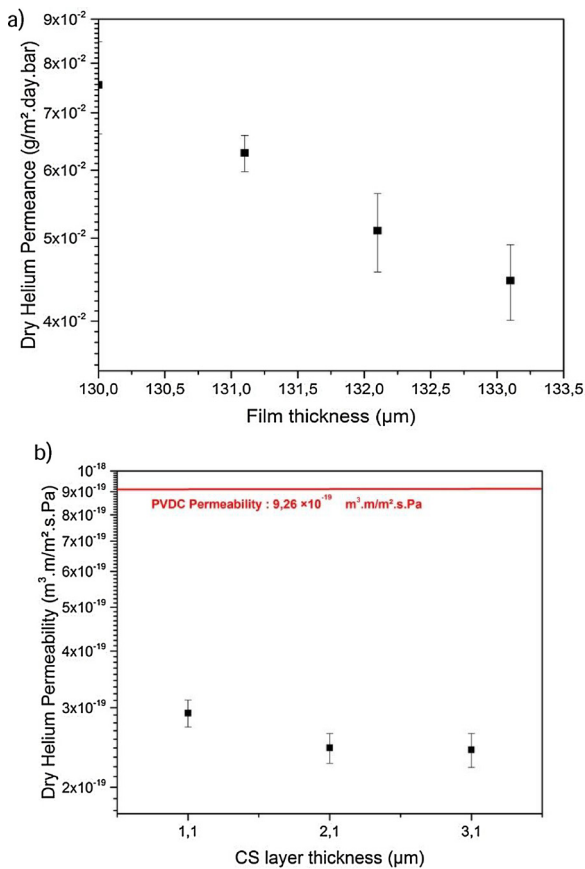 a)
9x10⁻²
8x10⁻²
7x10⁻²
6x10⁻²
5x10⁻²
4x10⁻²
Dry Helium Permeance (g/m².day.bar)
130,0 130,5 131,0 131,5 132,0 132,5 133,0 133,5
Film thickness (µm)
b)
10⁻¹⁸
9x10⁻¹⁹
8x10⁻¹⁹
7x10⁻¹⁹
6x10⁻¹⁹
5x10⁻¹⁹
4x10⁻¹⁹
3x10⁻¹⁹
2x10⁻¹⁹
Dry Helium Permeability (m³.m/m².s.Pa)
PVDC Permeability : 9,26 ×10⁻¹⁹ m³.m/m².s.Pa
1,1 2,1 3,1
CS layer thickness (µm)